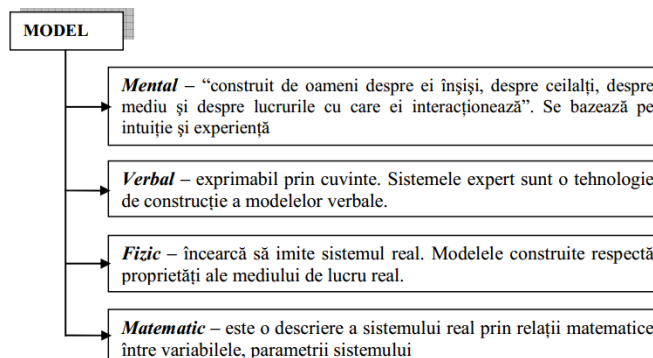 MODEL
Mental – “construit de oameni despre ei înșiși, despre ceilalți, despre
mediu și despre lucrurile cu care ei interacționează”. Se bazează pe
intuiție și experiență
Verbal – exprimabil prin cuvinte. Sistemele expert sunt o tehnologie
de construcție a modelelor verbale.
Fizic – încearcă să imite sistemul real. Modelele construite respectă
proprietăți ale mediului de lucru real.
Matematic – este o descriere a sistemului real prin relații matematice
între variabilele, parametrii sistemului